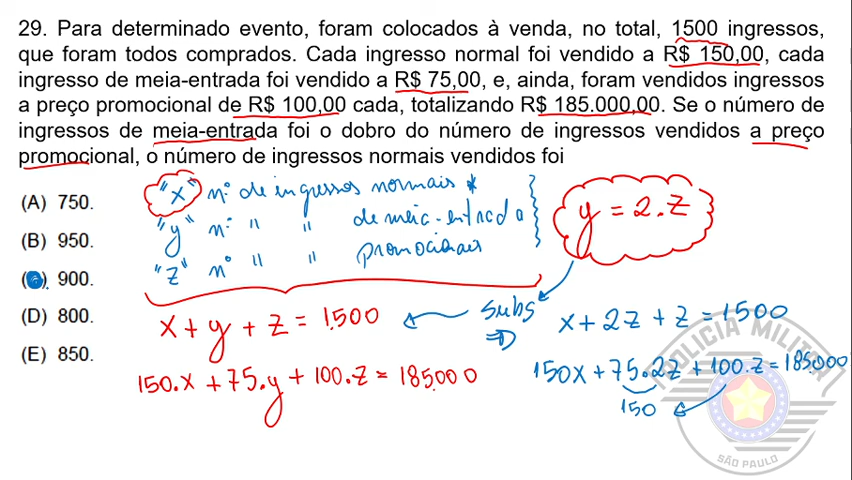 29. Para determinado evento, foram colocados à venda, no total, 1500 ingressos,
que foram todos comprados. Cada ingresso normal foi vendido a R$ 150,00, cada
ingresso de meia-entrada foi vendido a R$ 75,00, e, ainda, foram vendidos ingressos
a preço promocional de R$ 100,00 cada, totalizando R$ 185.000,00. Se o número de
ingressos de meia-entrada foi o dobro do número de ingressos vendidos a preço
promocional, o número de ingressos normais vendidos foi
(A) 750.
(B) 950.
(C) 900.
(D) 800.
(E) 850.
"x" nº de ingressos normais *
"y" nº " " de meia-entrada
"z" nº " " promocionais
y = 2.z
x + y + z = 1500
150.x + 75.y + 100.z = 185000
subs
x + 2z + z = 1500
150x + 75.2z + 100.z = 185000
150
POLICIA MILITAR
SÃO PAULO